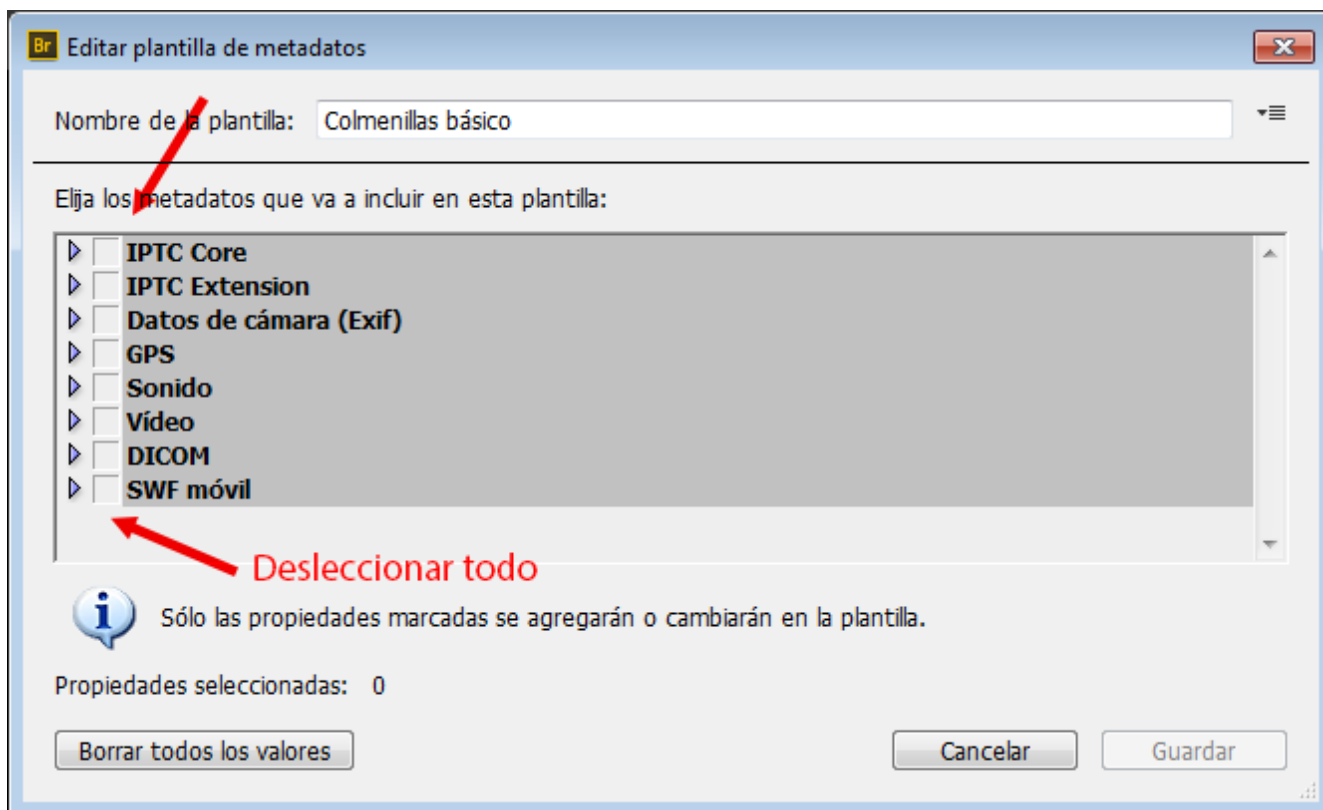 Br Editar plantilla de metadatos
Nombre de la plantilla: Colmenillas básico
Elija los metadatos que va a incluir en esta plantilla:
IPTC Core
IPTC Extension
Datos de cámara (Exif)
GPS
Sonido
Vídeo
DICOM
SWF móvil
Desleccionar todo
Sólo las propiedades marcadas se agregarán o cambiarán en la plantilla.
Propiedades seleccionadas: 0
Borrar todos los valores Cancelar Guardar